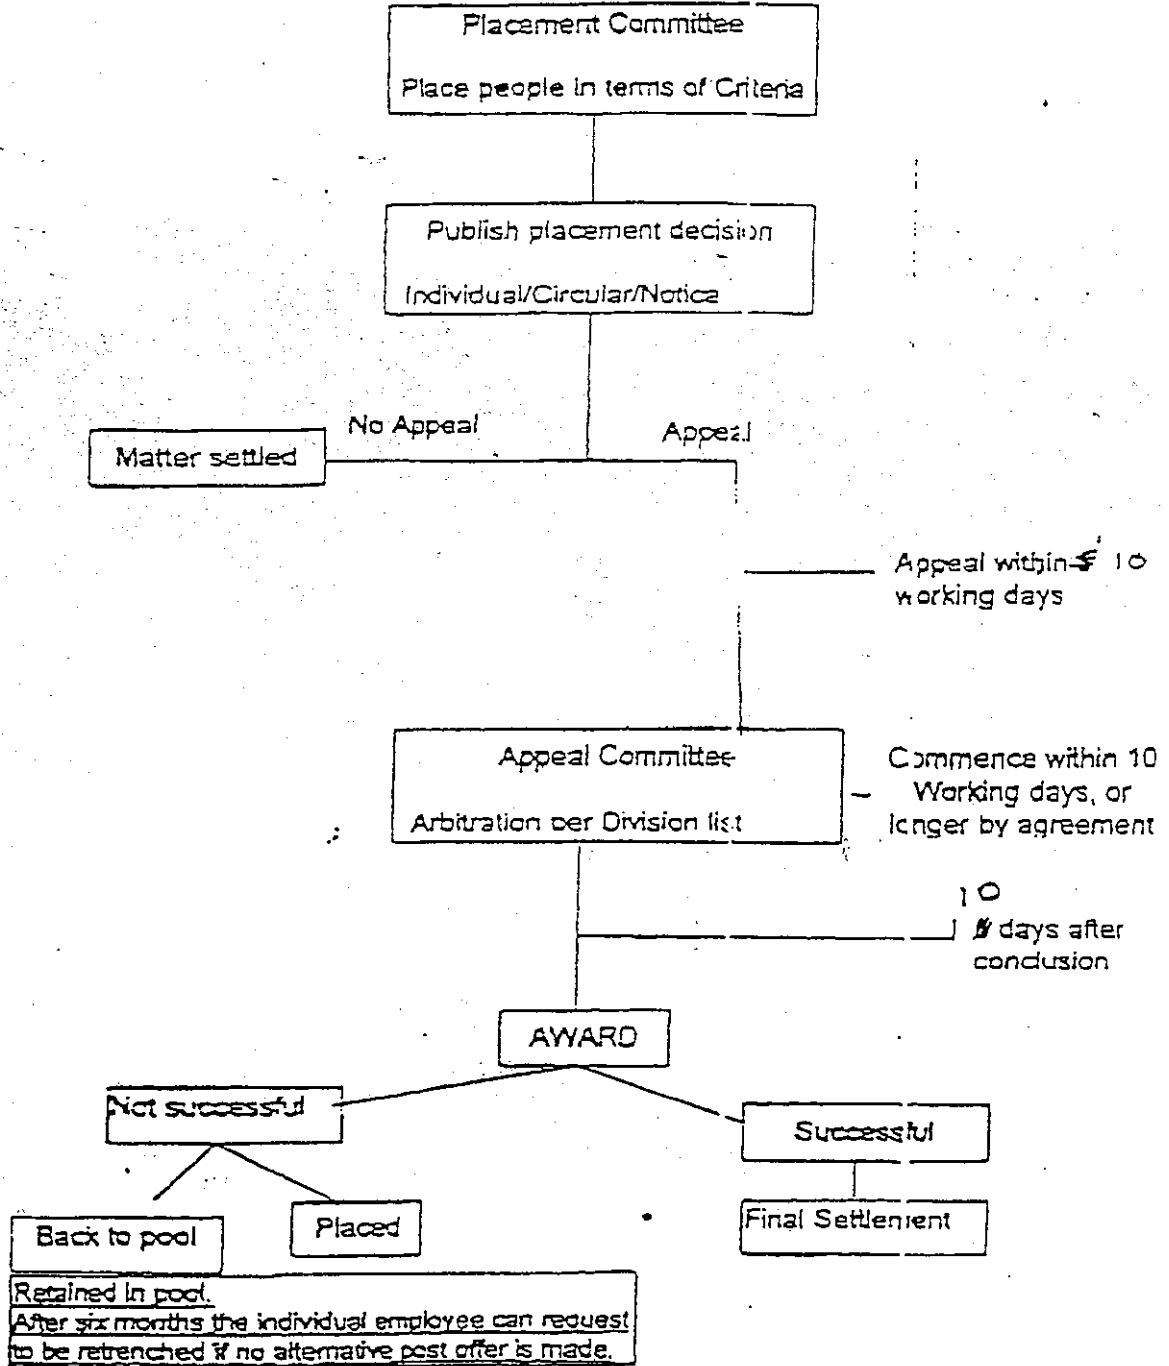 Placement Committee
Place people in terms of Criteria
Publish placement decision
Individual/Circular/Notice
No Appeal
Appeal
Matter settled
Appeal within 10
working days
Appeal Committee
Arbitration per Division list
Commence within 10
Working days, or
longer by agreement
10
days after
conclusion
AWARD
Not successful
Successful
Back to pool
Placed
Final Settlement
Retained in pool.
After six months the individual employee can request
to be retrenched if no alternative post offer is made.